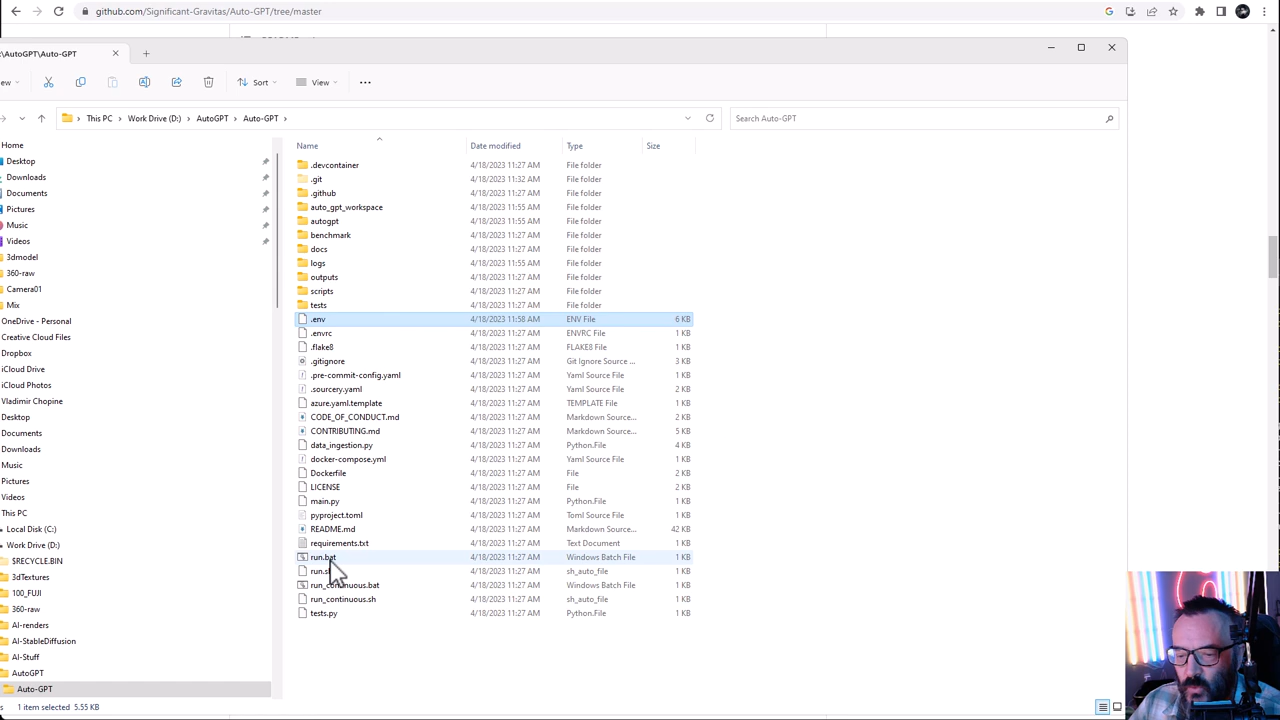 github.com/Significant-Gravitas/Auto-GPT/tree/master
:\AutoGPT\Auto-GPT
ew
Sort
View
This PC > Work Drive (D:) > AutoGPT > Auto-GPT >
Search Auto-GPT
Name Date modified Type Size
.devcontainer 4/18/2023 11:27 AM File folder
.git 4/18/2023 11:32 AM File folder
.github 4/18/2023 11:27 AM File folder
auto_gpt_workspace 4/18/2023 11:55 AM File folder
autogpt 4/18/2023 11:27 AM File folder
benchmark 4/18/2023 11:27 AM File folder
docs 4/18/2023 11:27 AM File folder
logs 4/18/2023 11:55 AM File folder
outputs 4/18/2023 11:27 AM File folder
scripts 4/18/2023 11:27 AM File folder
tests 4/18/2023 11:27 AM File folder
.env 4/18/2023 11:58 AM ENV File 6 KB
.envrc 4/18/2023 11:27 AM ENVRC File 1 KB
.flake8 4/18/2023 11:27 AM FLAKE8 File 1 KB
.gitignore 4/18/2023 11:27 AM Git Ignore Source ... 3 KB
.pre-commit-config.yaml 4/18/2023 11:27 AM Yaml Source File 1 KB
.sourcery.yaml 4/18/2023 11:27 AM Yaml Source File 2 KB
azure.yaml.template 4/18/2023 11:27 AM TEMPLATE File 1 KB
CODE_OF_CONDUCT.md 4/18/2023 11:27 AM Markdown Source... 2 KB
CONTRIBUTING.md 4/18/2023 11:27 AM Markdown Source... 5 KB
data_ingestion.py 4/18/2023 11:27 AM Python.File 4 KB
docker-compose.yml 4/18/2023 11:27 AM Yaml Source File 1 KB
Dockerfile 4/18/2023 11:27 AM File 2 KB
LICENSE 4/18/2023 11:27 AM File 2 KB
main.py 4/18/2023 11:27 AM Python.File 1 KB
pyproject.toml 4/18/2023 11:27 AM Toml Source File 1 KB
README.md 4/18/2023 11:27 AM Markdown Source... 42 KB
requirements.txt 4/18/2023 11:27 AM Text Document 1 KB
run.bat 4/18/2023 11:27 AM Windows Batch File 1 KB
run.s 4/18/2023 11:27 AM sh_auto_file 1 KB
run_continuous.bat 4/18/2023 11:27 AM Windows Batch File 1 KB
run_continuous.sh 4/18/2023 11:27 AM sh_auto_file 1 KB
tests.py 4/18/2023 11:27 AM Python.File 1 KB
Home
Desktop
Downloads
Documents
Pictures
Music
Videos
3dmodel
360-raw
Camera01
Mix
OneDrive - Personal
Creative Cloud Files
Dropbox
iCloud Drive
iCloud Photos
Vladimir Chopine
Desktop
Documents
Downloads
Music
Pictures
Videos
This PC
Local Disk (C:)
Work Drive (D:)
$RECYCLE.BIN
3dTextures
100_FUJI
360-raw
AI-renders
AI-StableDiffusion
AI-Stuff
AutoGPT
Auto-GPT
s 1 item selected 5.55 KB